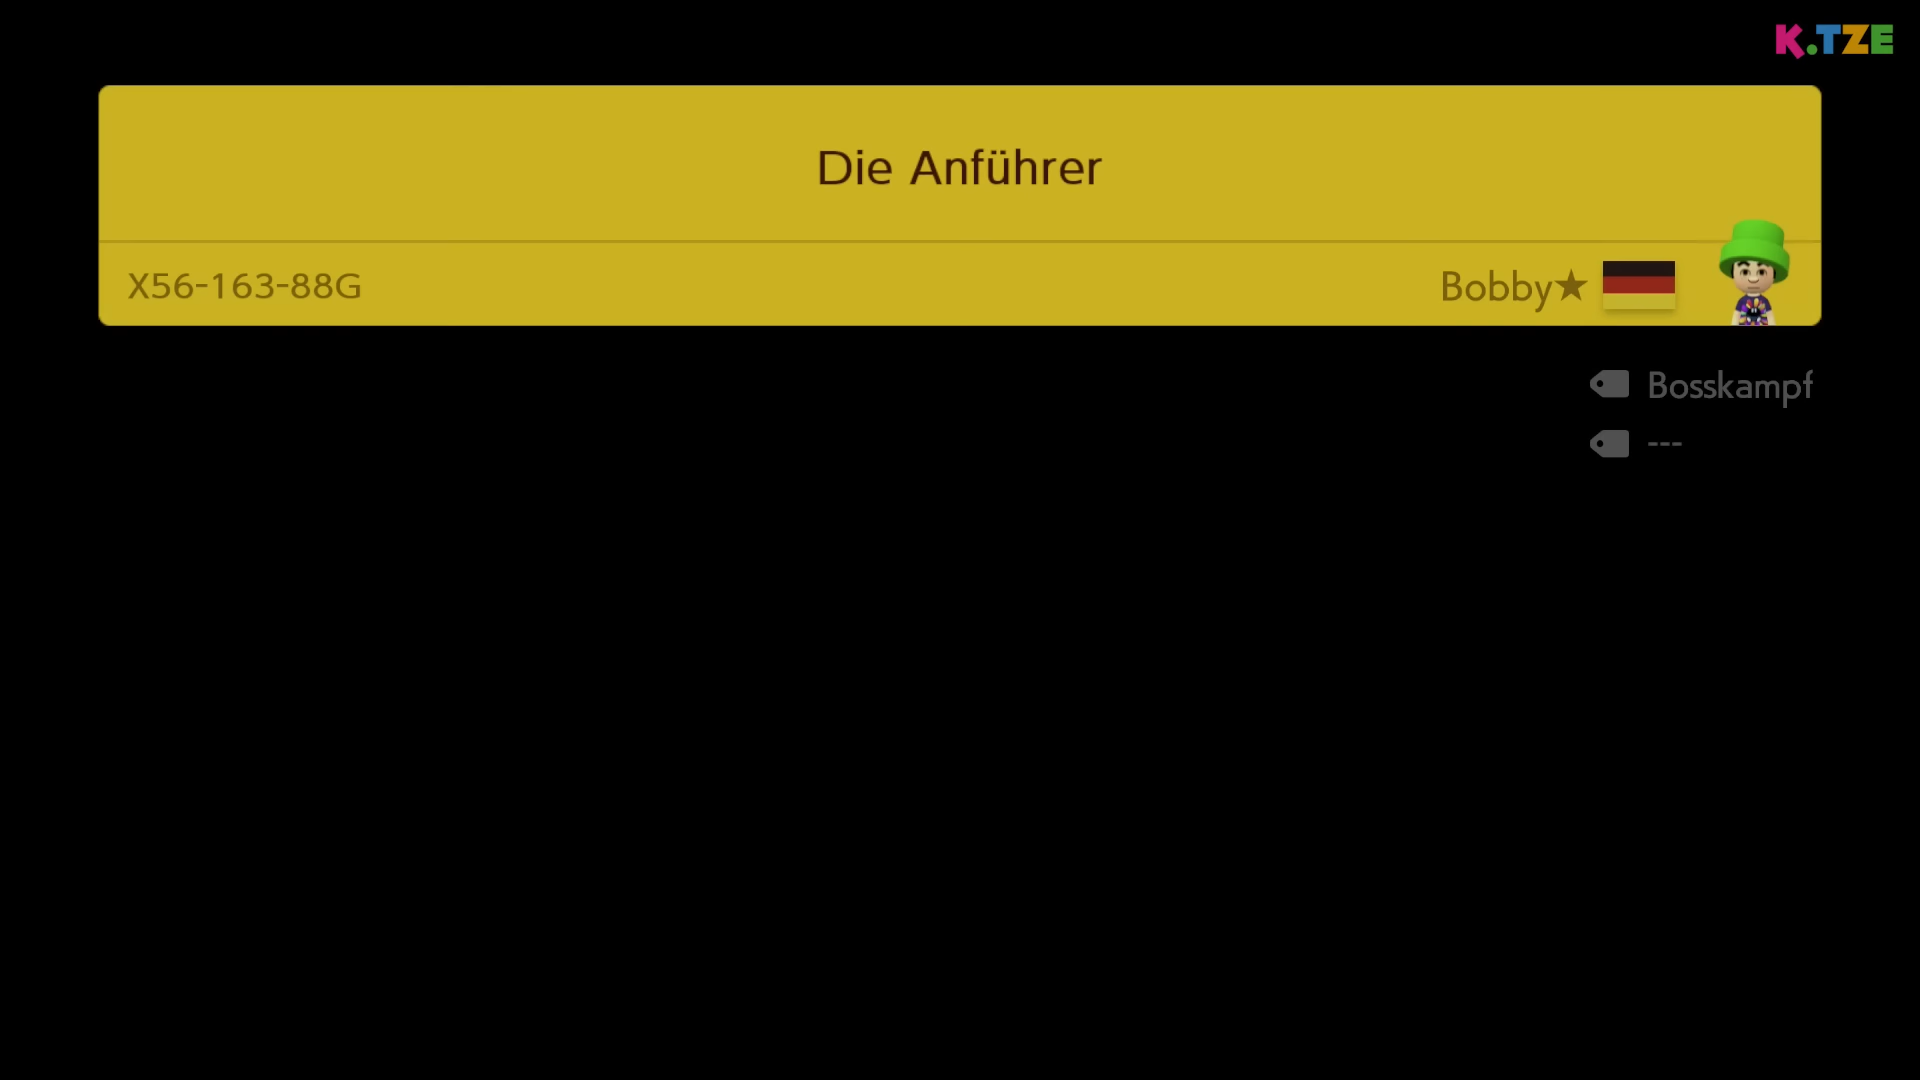 K.TZE
Die Anführer
X56-163-88G
Bobby★
Bosskampf
---